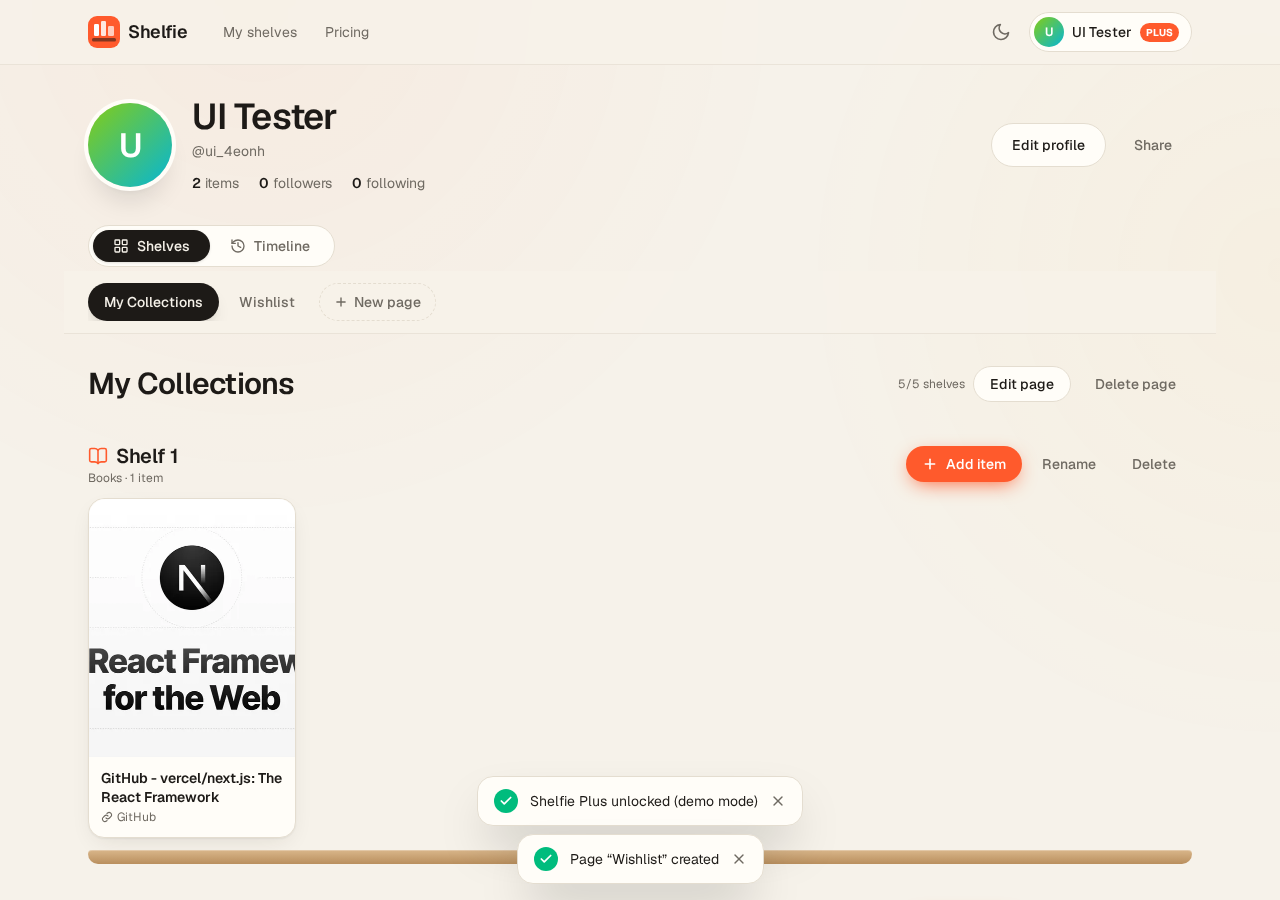 Shelfie
My shelves
Pricing
U
UI Tester
PLUS
U
UI Tester
@ui_4eonh
2 items
0 followers
0 following
Edit profile
Share
Shelves
Timeline
My Collections
Wishlist
New page
My Collections
5/5 shelves
Edit page
Delete page
Shelf 1
Books · 1 item
Add item
Rename
Delete
N
React Framew
for the Web
GitHub - vercel/next.js: The
React Framework
GitHub
Shelfie Plus unlocked (demo mode)
Page “Wishlist” created